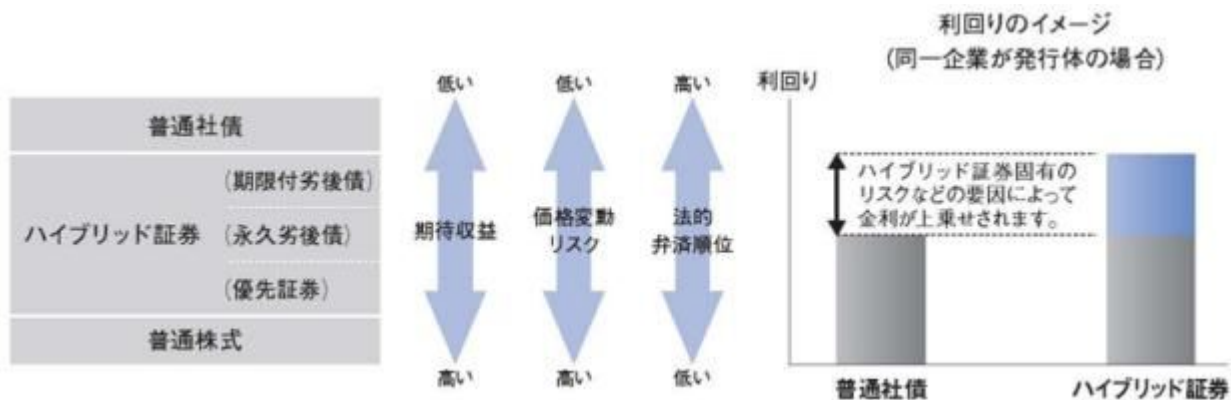 利回りのイメージ
(同一企業が発行体の場合)
普通社債
ハイブリッド証券
(期限付劣後債)
(永久劣後債)
(優先証券)
普通株式
低い
期待収益
高い
低い
価格変動
リスク
高い
高い
法的
弁済順位
低い
利回り
ハイブリッド証券固有の
リスクなどの要因によって
金利が上乗せされます。
普通社債
ハイブリッド証券